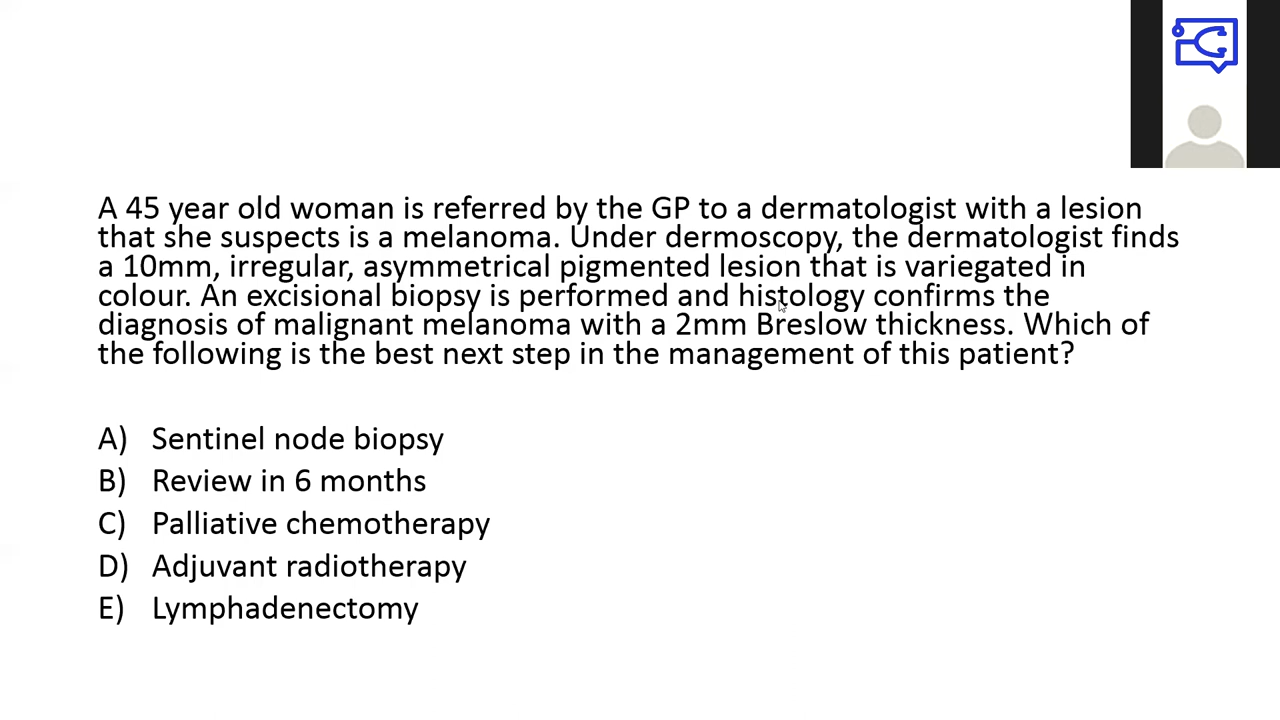 A 45 year old woman is referred by the GP to a dermatologist with a lesion
that she suspects is a melanoma. Under dermoscopy, the dermatologist finds
a 10mm, irregular, asymmetrical pigmented lesion that is variegated in
colour. An excisional biopsy is performed and histology confirms the
diagnosis of malignant melanoma with a 2mm Breslow thickness. Which of
the following is the best next step in the management of this patient?
A) Sentinel node biopsy
B) Review in 6 months
C) Palliative chemotherapy
D) Adjuvant radiotherapy
E) Lymphadenectomy